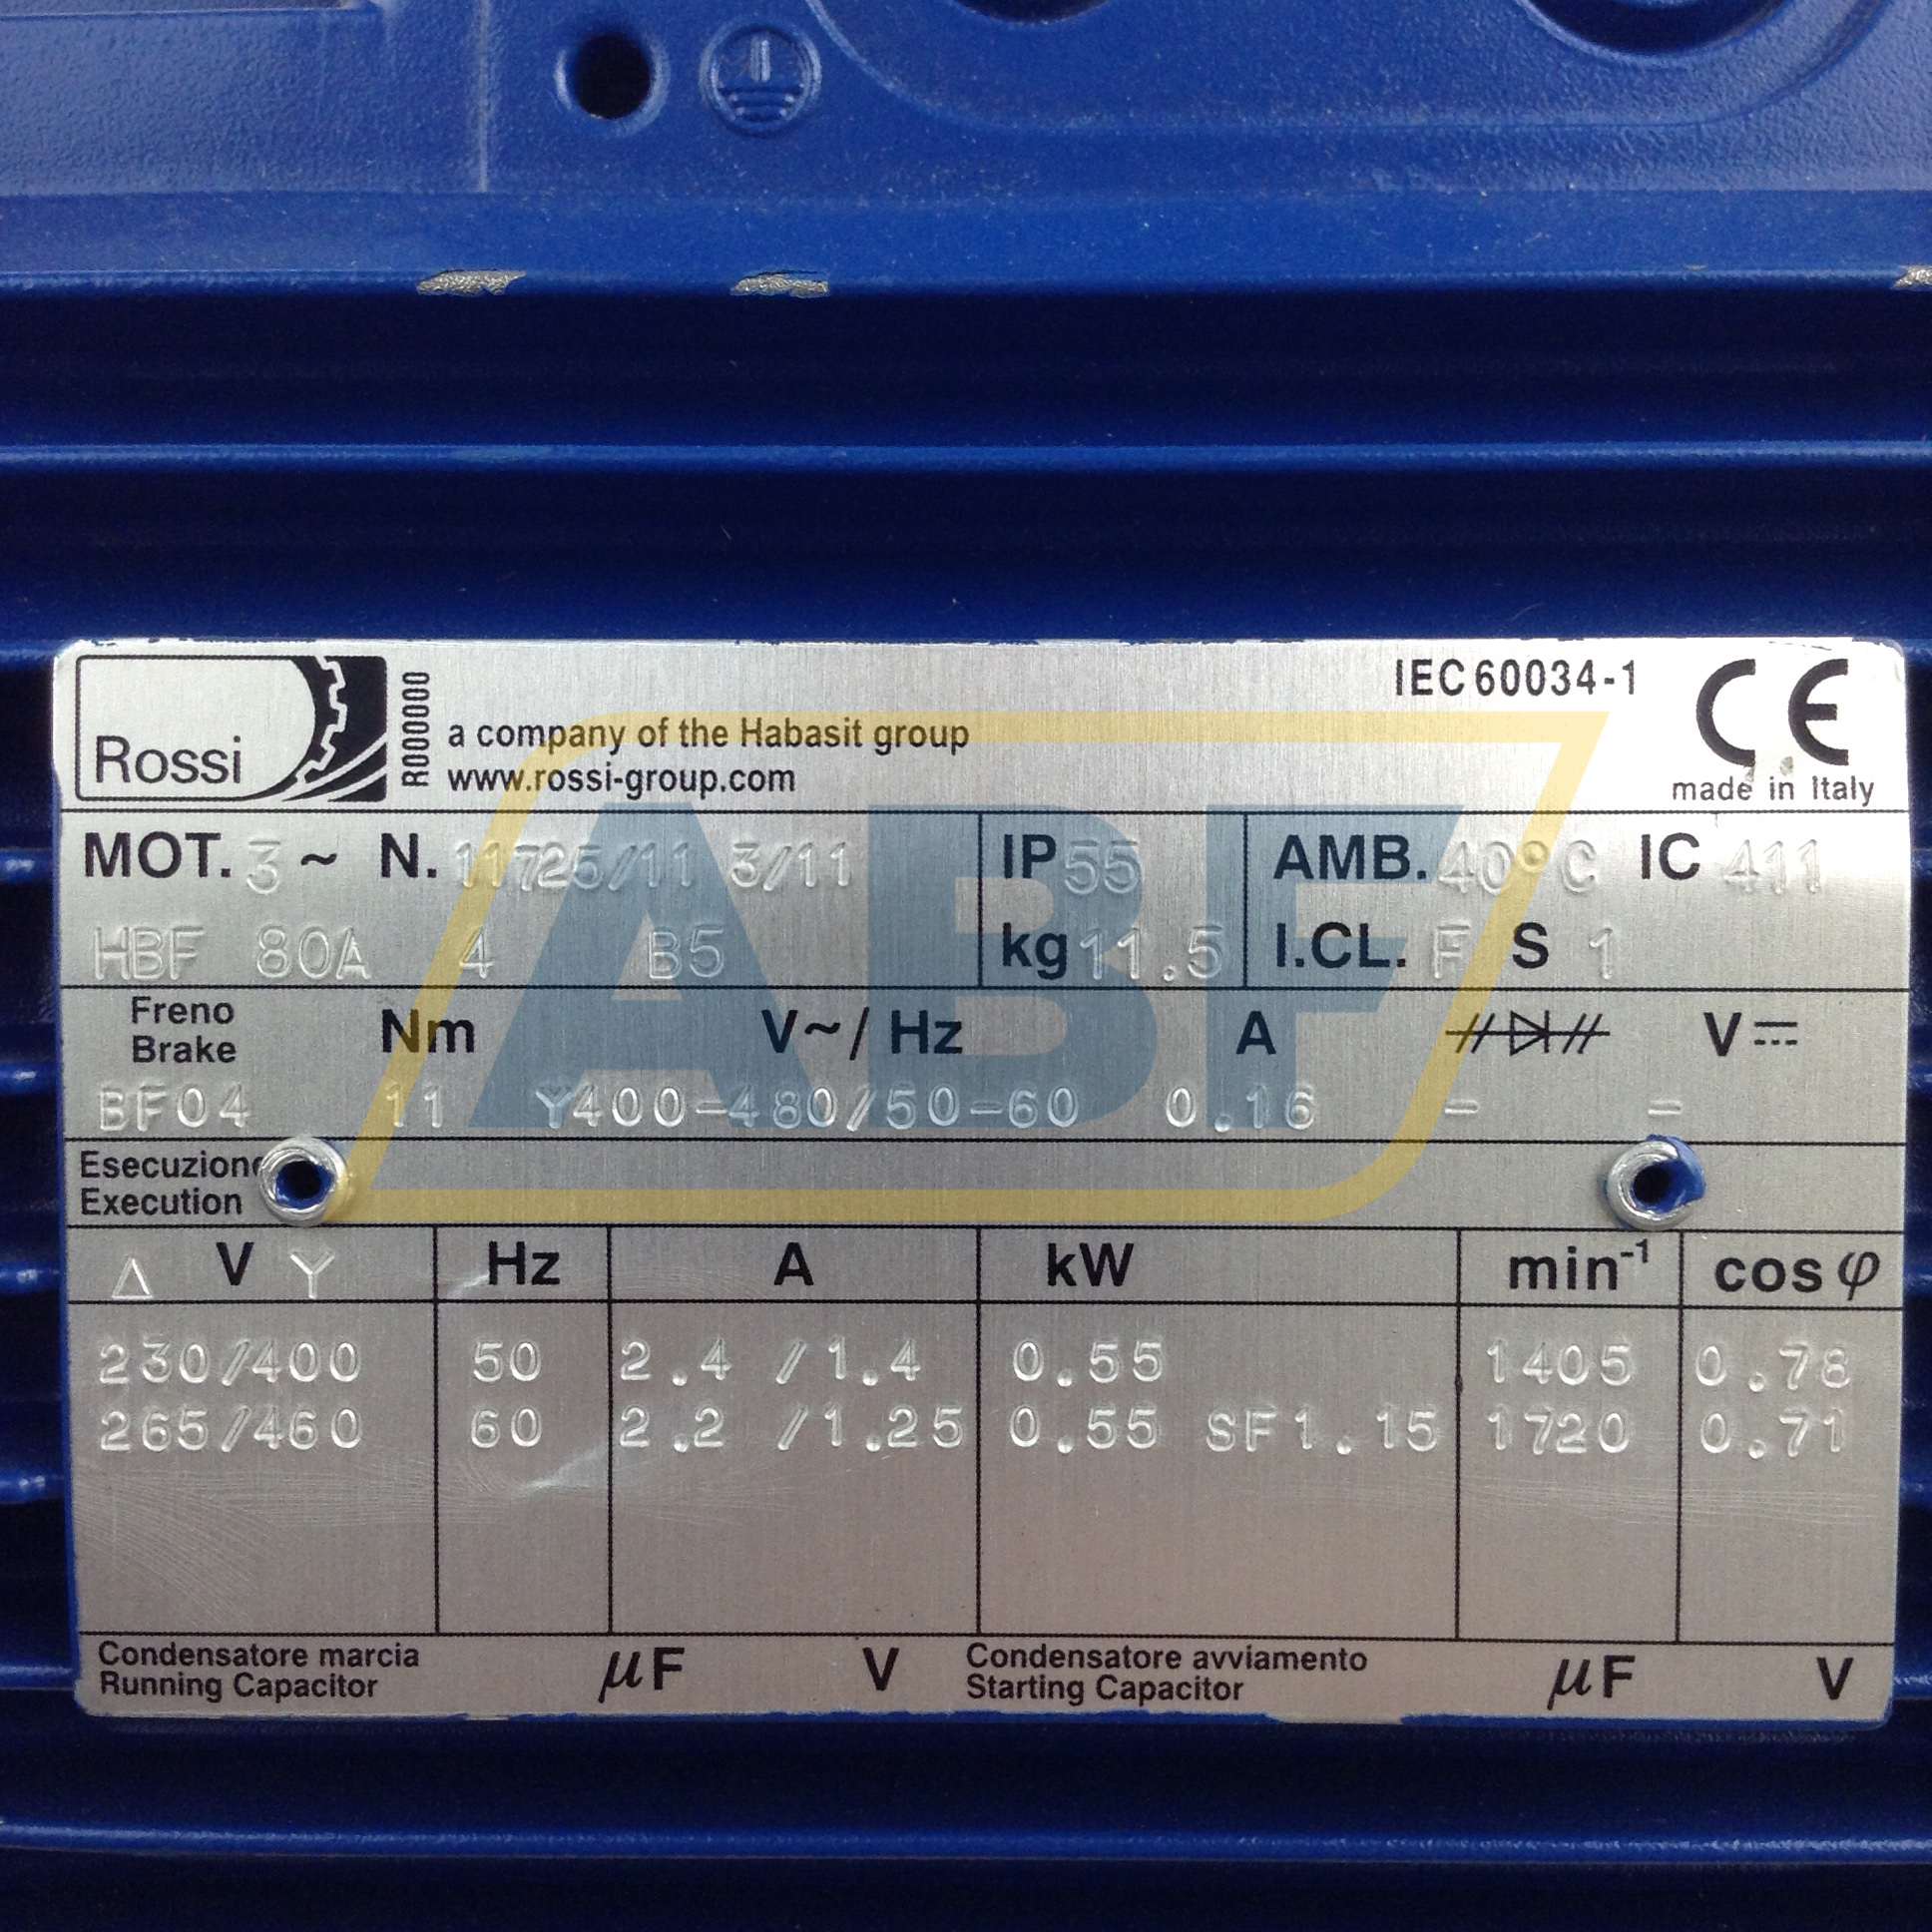 IEC 60034-1 CE
Rossi
R000000
a company of the Habasit group
www.rossi-group.com
made in Italy
MOT. 3 ~ N. 11725/11 3/11 IP 55 AMB. 40°C IC 411
HBF 80A 4 B5 kg 11.5 I.CL. F S 1
Freno
Brake Nm V~/ Hz A V⎓
BF04 11 Y400-480/50-60 0.16 - -
Esecuzione
Execution
Δ V Y Hz A kW min⁻¹ cos φ
230/400 50 2.4 /1.4 0.55 1405 0.78
265/460 60 2.2 /1.25 0.55 SF1.15 1720 0.71
Condensatore marcia µF V Condensatore avviamento µF V
Running Capacitor Starting Capacitor
ABF